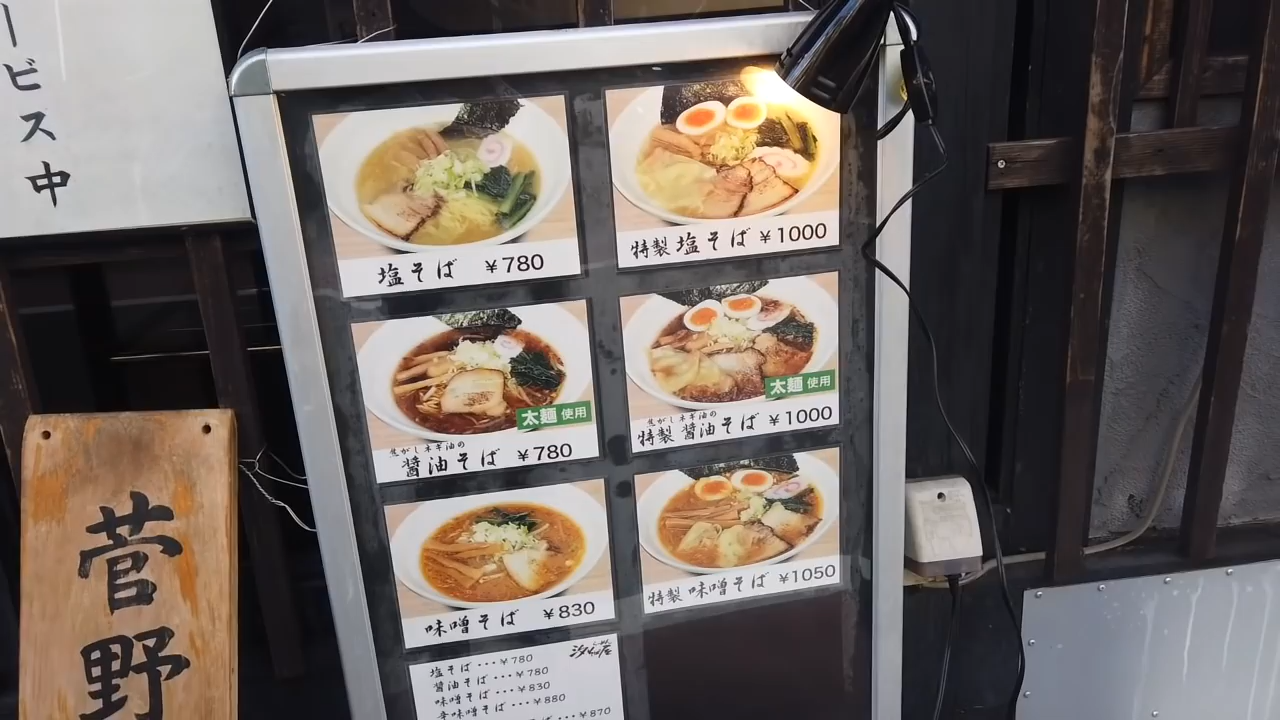 ービス中
塩そば ¥780
特製 塩そば ¥1000
太麺 使用
焦がしネギ油の
醤油そば ¥780
太麺 使用
焦がしネギ油の
特製 醤油そば ¥1000
味噌そば ¥830
特製 味噌そば ¥1050
塩そば・・・¥780
醤油そば・・・¥780
味噌そば・・・¥830
辛味噌そば・・・¥880
¥870
菅野